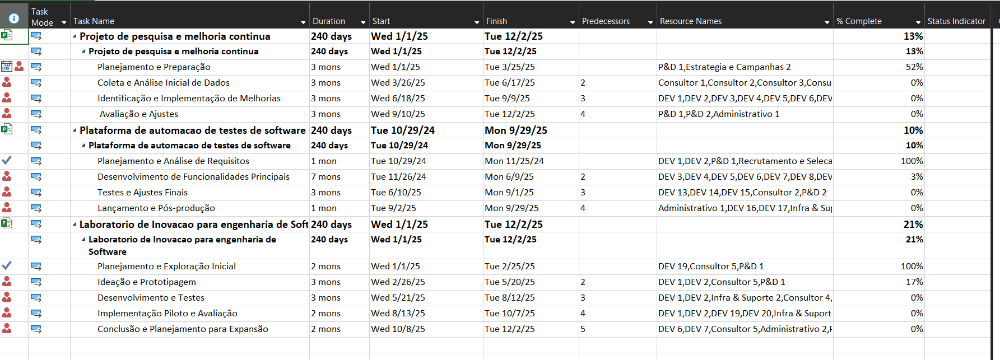 Task Mode Task Name Duration Start Finish Predecessors Resource Names % Complete Status Indicator
Projeto de pesquisa e melhoria continua 240 days Wed 1/1/25 Tue 12/2/25 13%
Projeto de pesquisa e melhoria continua 240 days Wed 1/1/25 Tue 12/2/25 13%
Planejamento e Preparação 3 mons Wed 1/1/25 Tue 3/25/25 P&D 1,Estrategia e Campanhas 2 52%
Coleta e Análise Inicial de Dados 3 mons Wed 3/26/25 Tue 6/17/25 2 Consultor 1,Consultor 2,Consultor 3,Consu 0%
Identificação e Implementação de Melhorias 3 mons Wed 6/18/25 Tue 9/9/25 3 DEV 1,DEV 2,DEV 3,DEV 4,DEV 5,DEV 6,DEV 0%
Avaliação e Ajustes 3 mons Wed 9/10/25 Tue 12/2/25 4 P&D 1,P&D 2,Administrativo 1 0%
Plataforma de automacao de testes de software 240 days Tue 10/29/24 Mon 9/29/25 10%
Plataforma de automacao de testes de software 240 days Tue 10/29/24 Mon 9/29/25 10%
Planejamento e Análise de Requisitos 1 mon Tue 10/29/24 Mon 11/25/24 DEV 1,DEV 2,P&D 1,Recrutamento e Seleca 100%
Desenvolvimento de Funcionalidades Principais 7 mons Tue 11/26/24 Mon 6/9/25 2 DEV 3,DEV 4,DEV 5,DEV 6,DEV 7,DEV 8,DEV 3%
Testes e Ajustes Finais 3 mons Tue 6/10/25 Mon 9/1/25 3 DEV 13,DEV 14,DEV 15,Consultor 2,P&D 2 0%
Lançamento e Pós-produção 1 mon Tue 9/2/25 Mon 9/29/25 4 Administrativo 1,DEV 16,DEV 17,Infra & Sup 0%
Laboratorio de Inovacao para engenharia de Soft 240 days Wed 1/1/25 Tue 12/2/25 21%
Laboratorio de Inovacao para engenharia de 240 days Wed 1/1/25 Tue 12/2/25 21%
Software
Planejamento e Exploração Inicial 2 mons Wed 1/1/25 Tue 2/25/25 DEV 19,Consultor 5,P&D 1 100%
Ideação e Prototipagem 3 mons Wed 2/26/25 Tue 5/20/25 2 DEV 1,DEV 2,Consultor 5,P&D 1 17%
Desenvolvimento e Testes 3 mons Wed 5/21/25 Tue 8/12/25 3 DEV 1,DEV 2,Infra & Suporte 2,Consultor 4, 0%
Implementação Piloto e Avaliação 2 mons Wed 8/13/25 Tue 10/7/25 4 DEV 1,DEV 2,DEV 19,DEV 20,Infra & Suport 0%
Conclusão e Planejamento para Expansão 2 mons Wed 10/8/25 Tue 12/2/25 5 DEV 6,DEV 7,Consultor 5,Administrativo 2, 0%